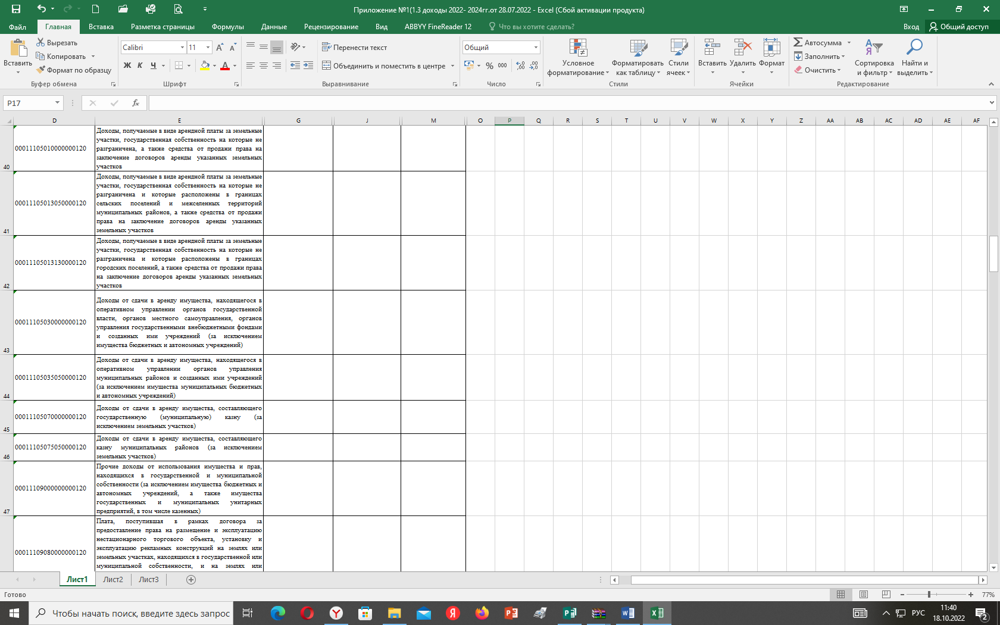 Приложение №1(1.3 доходы 2022- 2024гг.от 28.07.2022 - Excel (Сбой активации продукта)
Файл Главная Вставка Разметка страницы Формулы Данные Рецензирование Вид ABBYY FineReader 12 Что вы хотите сделать? Вход Общий доступ
Вставить
Вырезать
Копировать
Формат по образцу
Буфер обмена
Calibri 11
Ж К Ч А
Шрифт
Перенести текст
Объединить и поместить в центре
Выравнивание
Общий
% 000
Число
Условное форматирование
Форматировать как таблицу
Стили ячеек
Стили
Вставить Удалить Формат
Ячейки
Автосумма
Заполнить
Очистить
Сортировка и фильтр
Найти и выделить
Редактирование
P17 fx
D E G J M O P Q R S T U V W X Y Z AA AB AC AD AE AF
40 00011105010000000120
Доходы, получаемые в виде арендной платы за земельные
участки, государственная собственность на которые не
разграничена, а также средства от продажи права на
заключение договоров аренды указанных земельных
участков
41 00011105013050000120
Доходы, получаемые в виде арендной платы за земельные
участки, государственная собственность на которые не
разграничена и которые расположены в границах
сельских поселений и межселенных территорий
муниципальных районов, а также средства от продажи
права на заключение договоров аренды указанных
земельных участков
42 00011105013130000120
Доходы, получаемые в виде арендной платы за земельные
участки, государственная собственность на которые не
разграничена и которые расположены в границах
городских поселений, а также средства от продажи права
на заключение договоров аренды указанных земельных
участков
43 00011105030000000120
Доходы от сдачи в аренду имущества, находящегося в
оперативном управлении органов государственной
власти, органов местного самоуправления, органов
управления государственными внебюджетными фондами
и созданных ими учреждений (за исключением
имущества бюджетных и автономных учреждений)
44 00011105035050000120
Доходы от сдачи в аренду имущества, находящегося в
оперативном управлении органов управления
муниципальных районов и созданных ими учреждений
(за исключением имущества муниципальных бюджетных
и автономных учреждений)
45 00011105070000000120
Доходы от сдачи в аренду имущества, составляющего
государственную (муниципальную) казну (за
исключением земельных участков)
46 00011105075050000120
Доходы от сдачи в аренду имущества, составляющего
казну муниципальных районов (за исключением
земельных участков)
47 00011109000000000120
Прочие доходы от использования имущества и прав,
находящихся в государственной и муниципальной
собственности (за исключением имущества бюджетных и
автономных учреждений, а также имущества
государственных и муниципальных унитарных
предприятий, в том числе казенных)
00011109080000000120
Плата, поступившая в рамках договора за
предоставление права на размещение и эксплуатацию
нестационарного торгового объекта, установку и
эксплуатацию рекламных конструкций на землях или
земельных участках, находящихся в государственной или
муниципальной собственности, и на землях или
Лист1 Лист2 Лист3
Готово 77%
Чтобы начать поиск, введите здесь запрос
РУС
11:40
18.10.2022
2